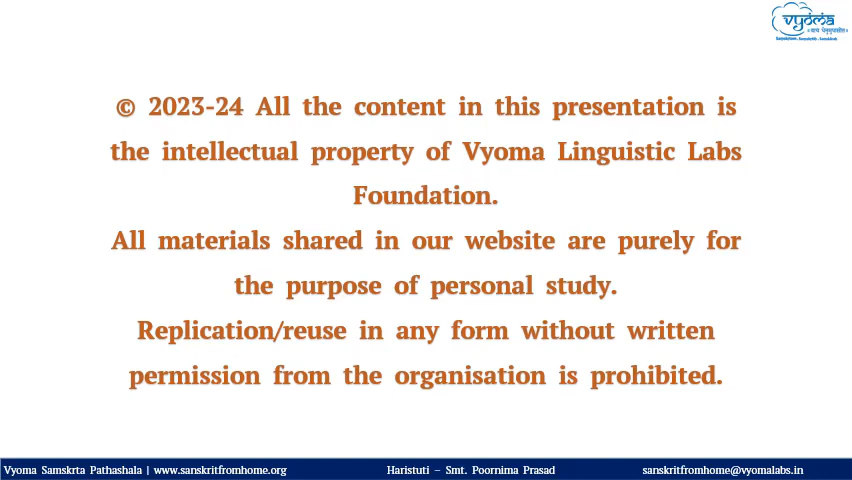 vyoma
© 2023-24 All the content in this presentation is
the intellectual property of Vyoma Linguistic Labs
Foundation.
All materials shared in our website are purely for
the purpose of personal study.
Replication/reuse in any form without written
permission from the organisation is prohibited.
Vyoma Samskrta Pathashala | www.sanskritfromhome.org Haristuti – Smt. Poornima Prasad sanskritfromhome@vyomalabs.in